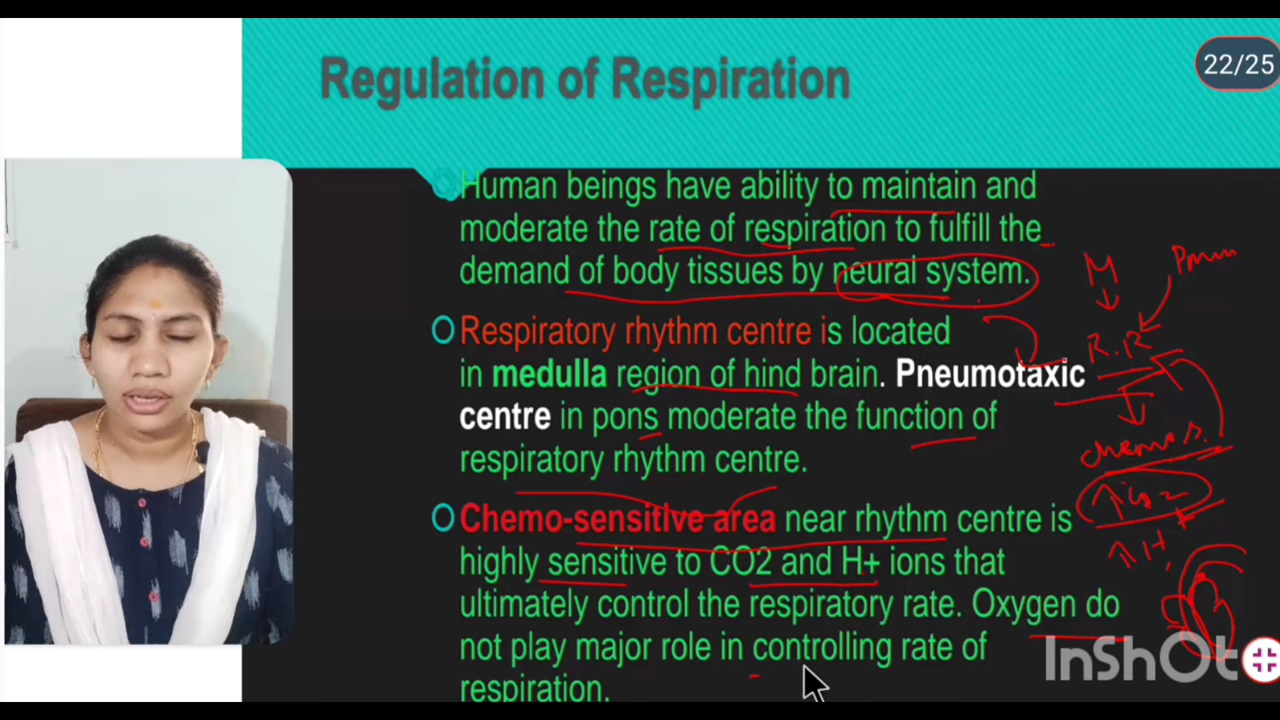 Regulation of Respiration
22/25
Human beings have ability to maintain and
moderate the rate of respiration to fulfill the
demand of body tissues by neural system.
Respiratory rhythm centre is located
in medulla region of hind brain. Pneumotaxic
centre in pons moderate the function of
respiratory rhythm centre.
Chemo-sensitive area near rhythm centre is
highly sensitive to CO2 and H+ ions that
ultimately control the respiratory rate. Oxygen do
not play major role in controlling rate of
respiration.
M
R.R
chemo s.
↑ H+
InShOt